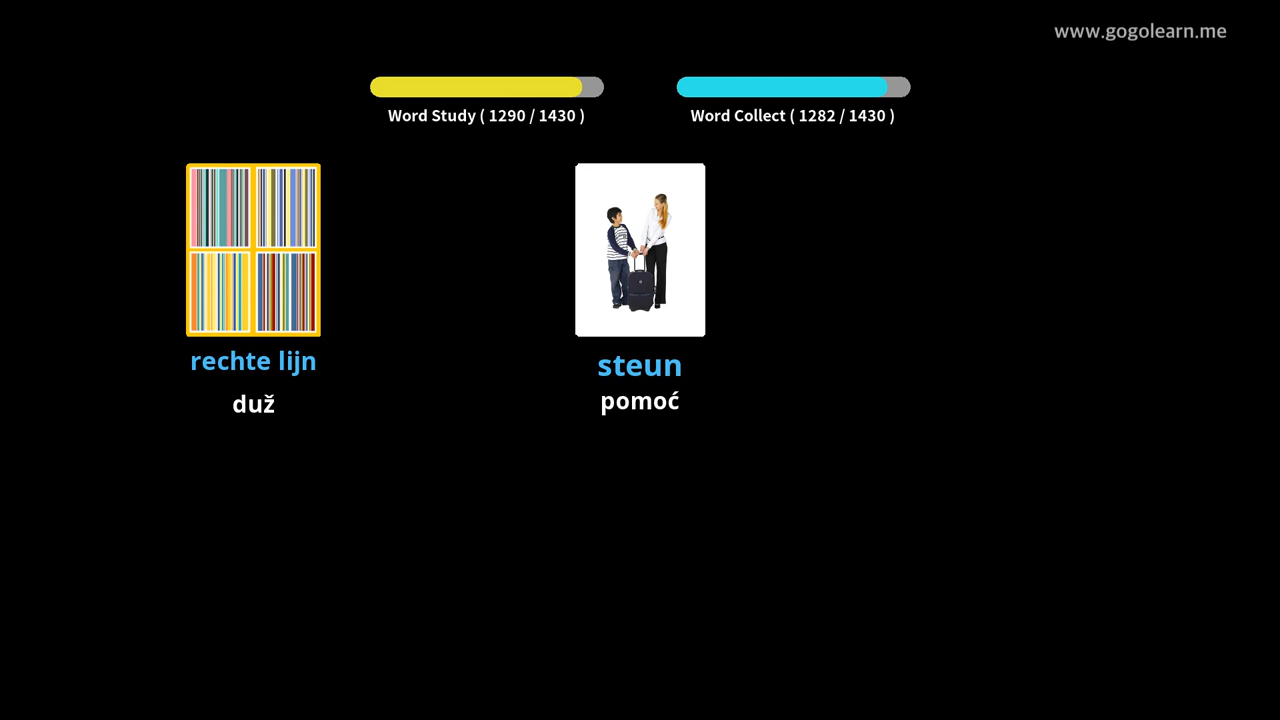 www.gogolearn.me
Word Study ( 1290 / 1430 )
Word Collect ( 1282 / 1430 )
rechte lijn
duž
steun
pomoć